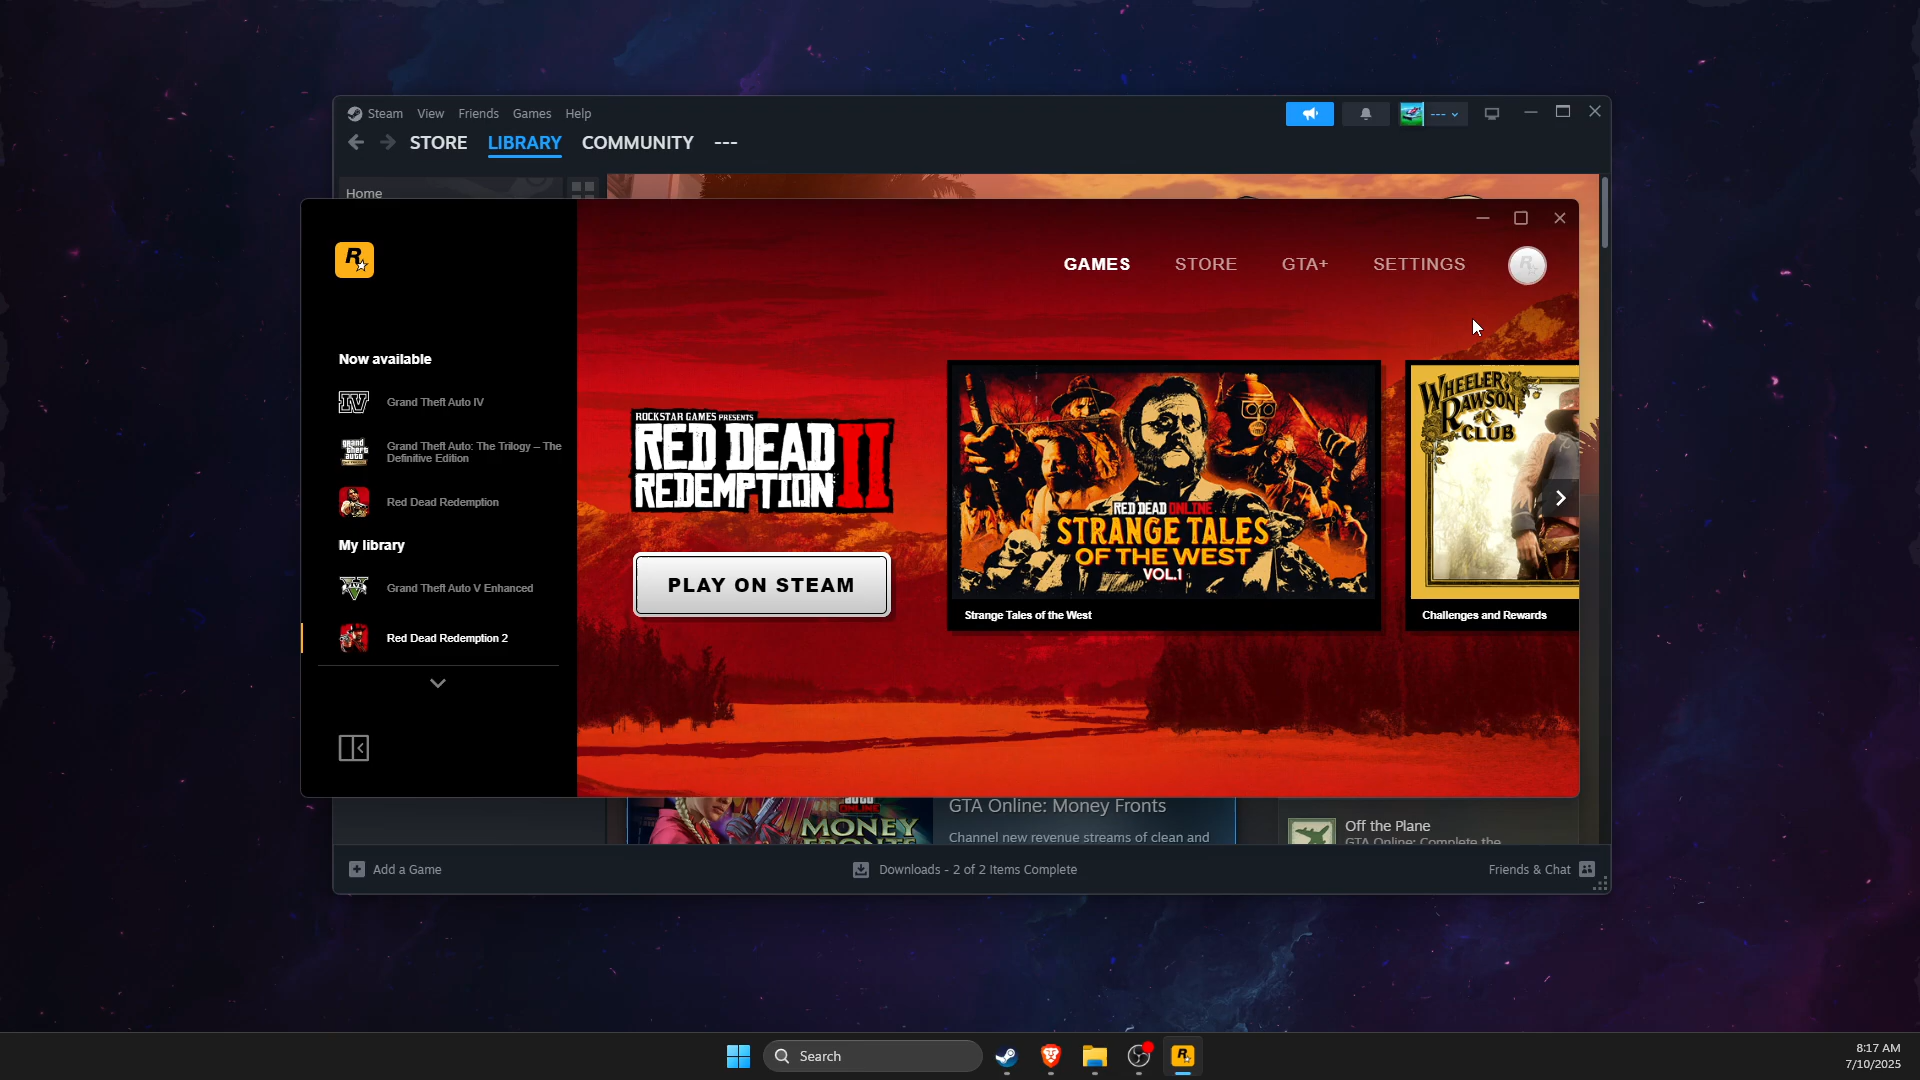 Steam View Friends Games Help
---
STORE LIBRARY COMMUNITY ---
Home
GAMES STORE GTA+ SETTINGS
Now available
Grand Theft Auto IV
Grand Theft Auto: The Trilogy – The
Definitive Edition
Red Dead Redemption
My library
Grand Theft Auto V Enhanced
Red Dead Redemption 2
ROCKSTAR GAMES PRESENTS
RED DEAD
REDEMPTION II
PLAY ON STEAM
RED DEAD ONLINE
STRANGE TALES
OF THE WEST
VOL.1
Strange Tales of the West
WHEELER,
RAWSON
& C.
CLUB
Challenges and Rewards
MONEY
GTA Online: Money Fronts
Channel new revenue streams of clean and
Off the Plane
GTA Online: Complete the
Add a Game
Downloads - 2 of 2 Items Complete
Friends & Chat
Search
8:17 AM
7/10/2025